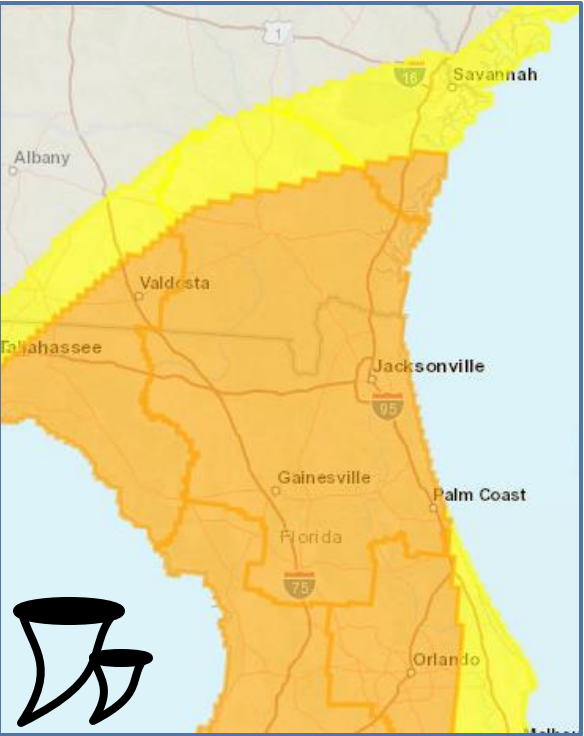 1
16
Savannah
Albany
Valdosta
Tallahassee
Jacksonville
95
Gainesville
Palm Coast
Florida
75
Orlando